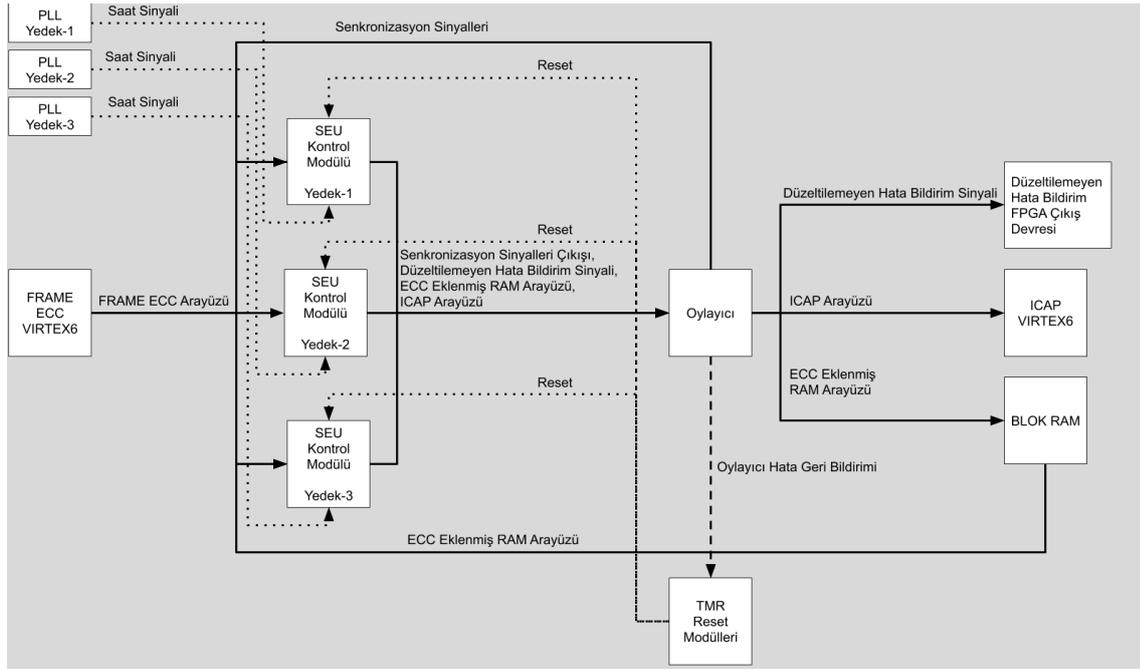 PLL
Yedek-1
Saat Sinyali
PLL
Yedek-2
Saat Sinyali
PLL
Yedek-3
Saat Sinyali
Senkronizasyon Sinyalleri
Reset
SEU
Kontrol
Modülü
Yedek-1
Düzeltilemeyen Hata Bildirim Sinyali
Düzeltilemeyen
Hata Bildirim
FPGA Çıkış
Devresi
Reset
Senkronizasyon Sinyalleri Çıkışı,
Düzeltilemeyen Hata Bildirim Sinyali,
ECC Eklenmiş RAM Arayüzü,
ICAP Arayüzü
FRAME
ECC
VIRTEX6
FRAME ECC Arayüzü
SEU
Kontrol
Modülü
Yedek-2
Oylayıcı
ICAP Arayüzü
ICAP
VIRTEX6
Reset
ECC Eklenmiş
RAM Arayüzü
BLOK RAM
SEU
Kontrol
Modülü
Yedek-3
Oylayıcı Hata Geri Bildirimi
ECC Eklenmiş RAM Arayüzü
TMR
Reset
Modülleri